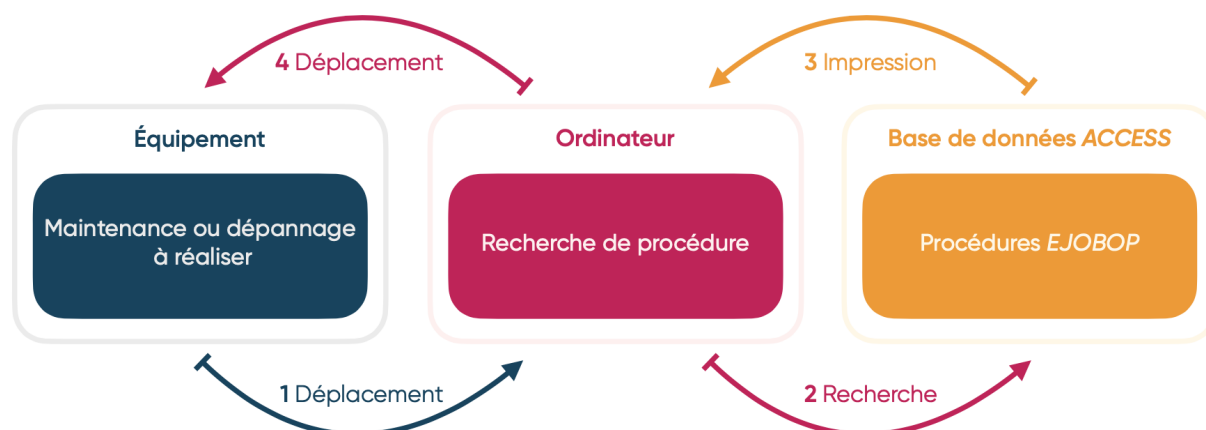 4 Déplacement
3 Impression
Équipement
Ordinateur
Base de données ACCESS
Maintenance ou dépannage
à réaliser
Recherche de procédure
Procédures EJOBOP
1 Déplacement
2 Recherche